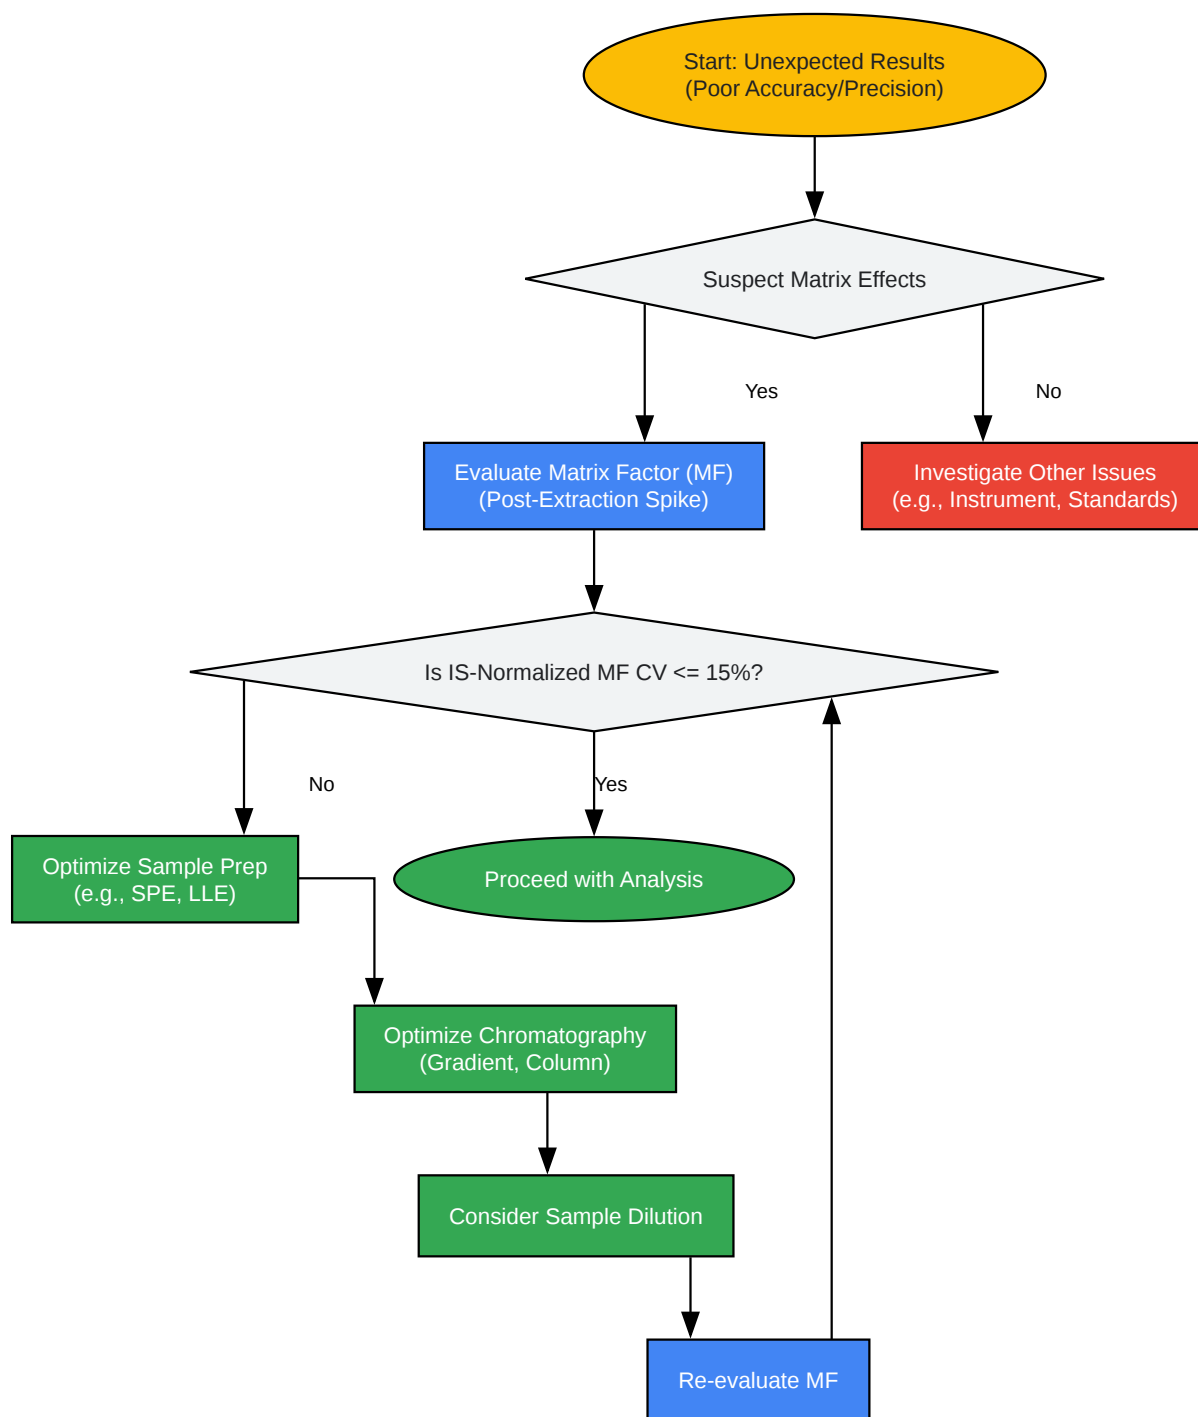 Start: Unexpected Results
(Poor Accuracy/Precision)
Suspect Matrix Effects
Yes
No
Evaluate Matrix Factor (MF)
(Post-Extraction Spike)
Investigate Other Issues
(e.g., Instrument, Standards)
Is IS-Normalized MF CV <= 15%?
No
Yes
Optimize Sample Prep
(e.g., SPE, LLE)
Proceed with Analysis
Optimize Chromatography
(Gradient, Column)
Consider Sample Dilution
Re-evaluate MF